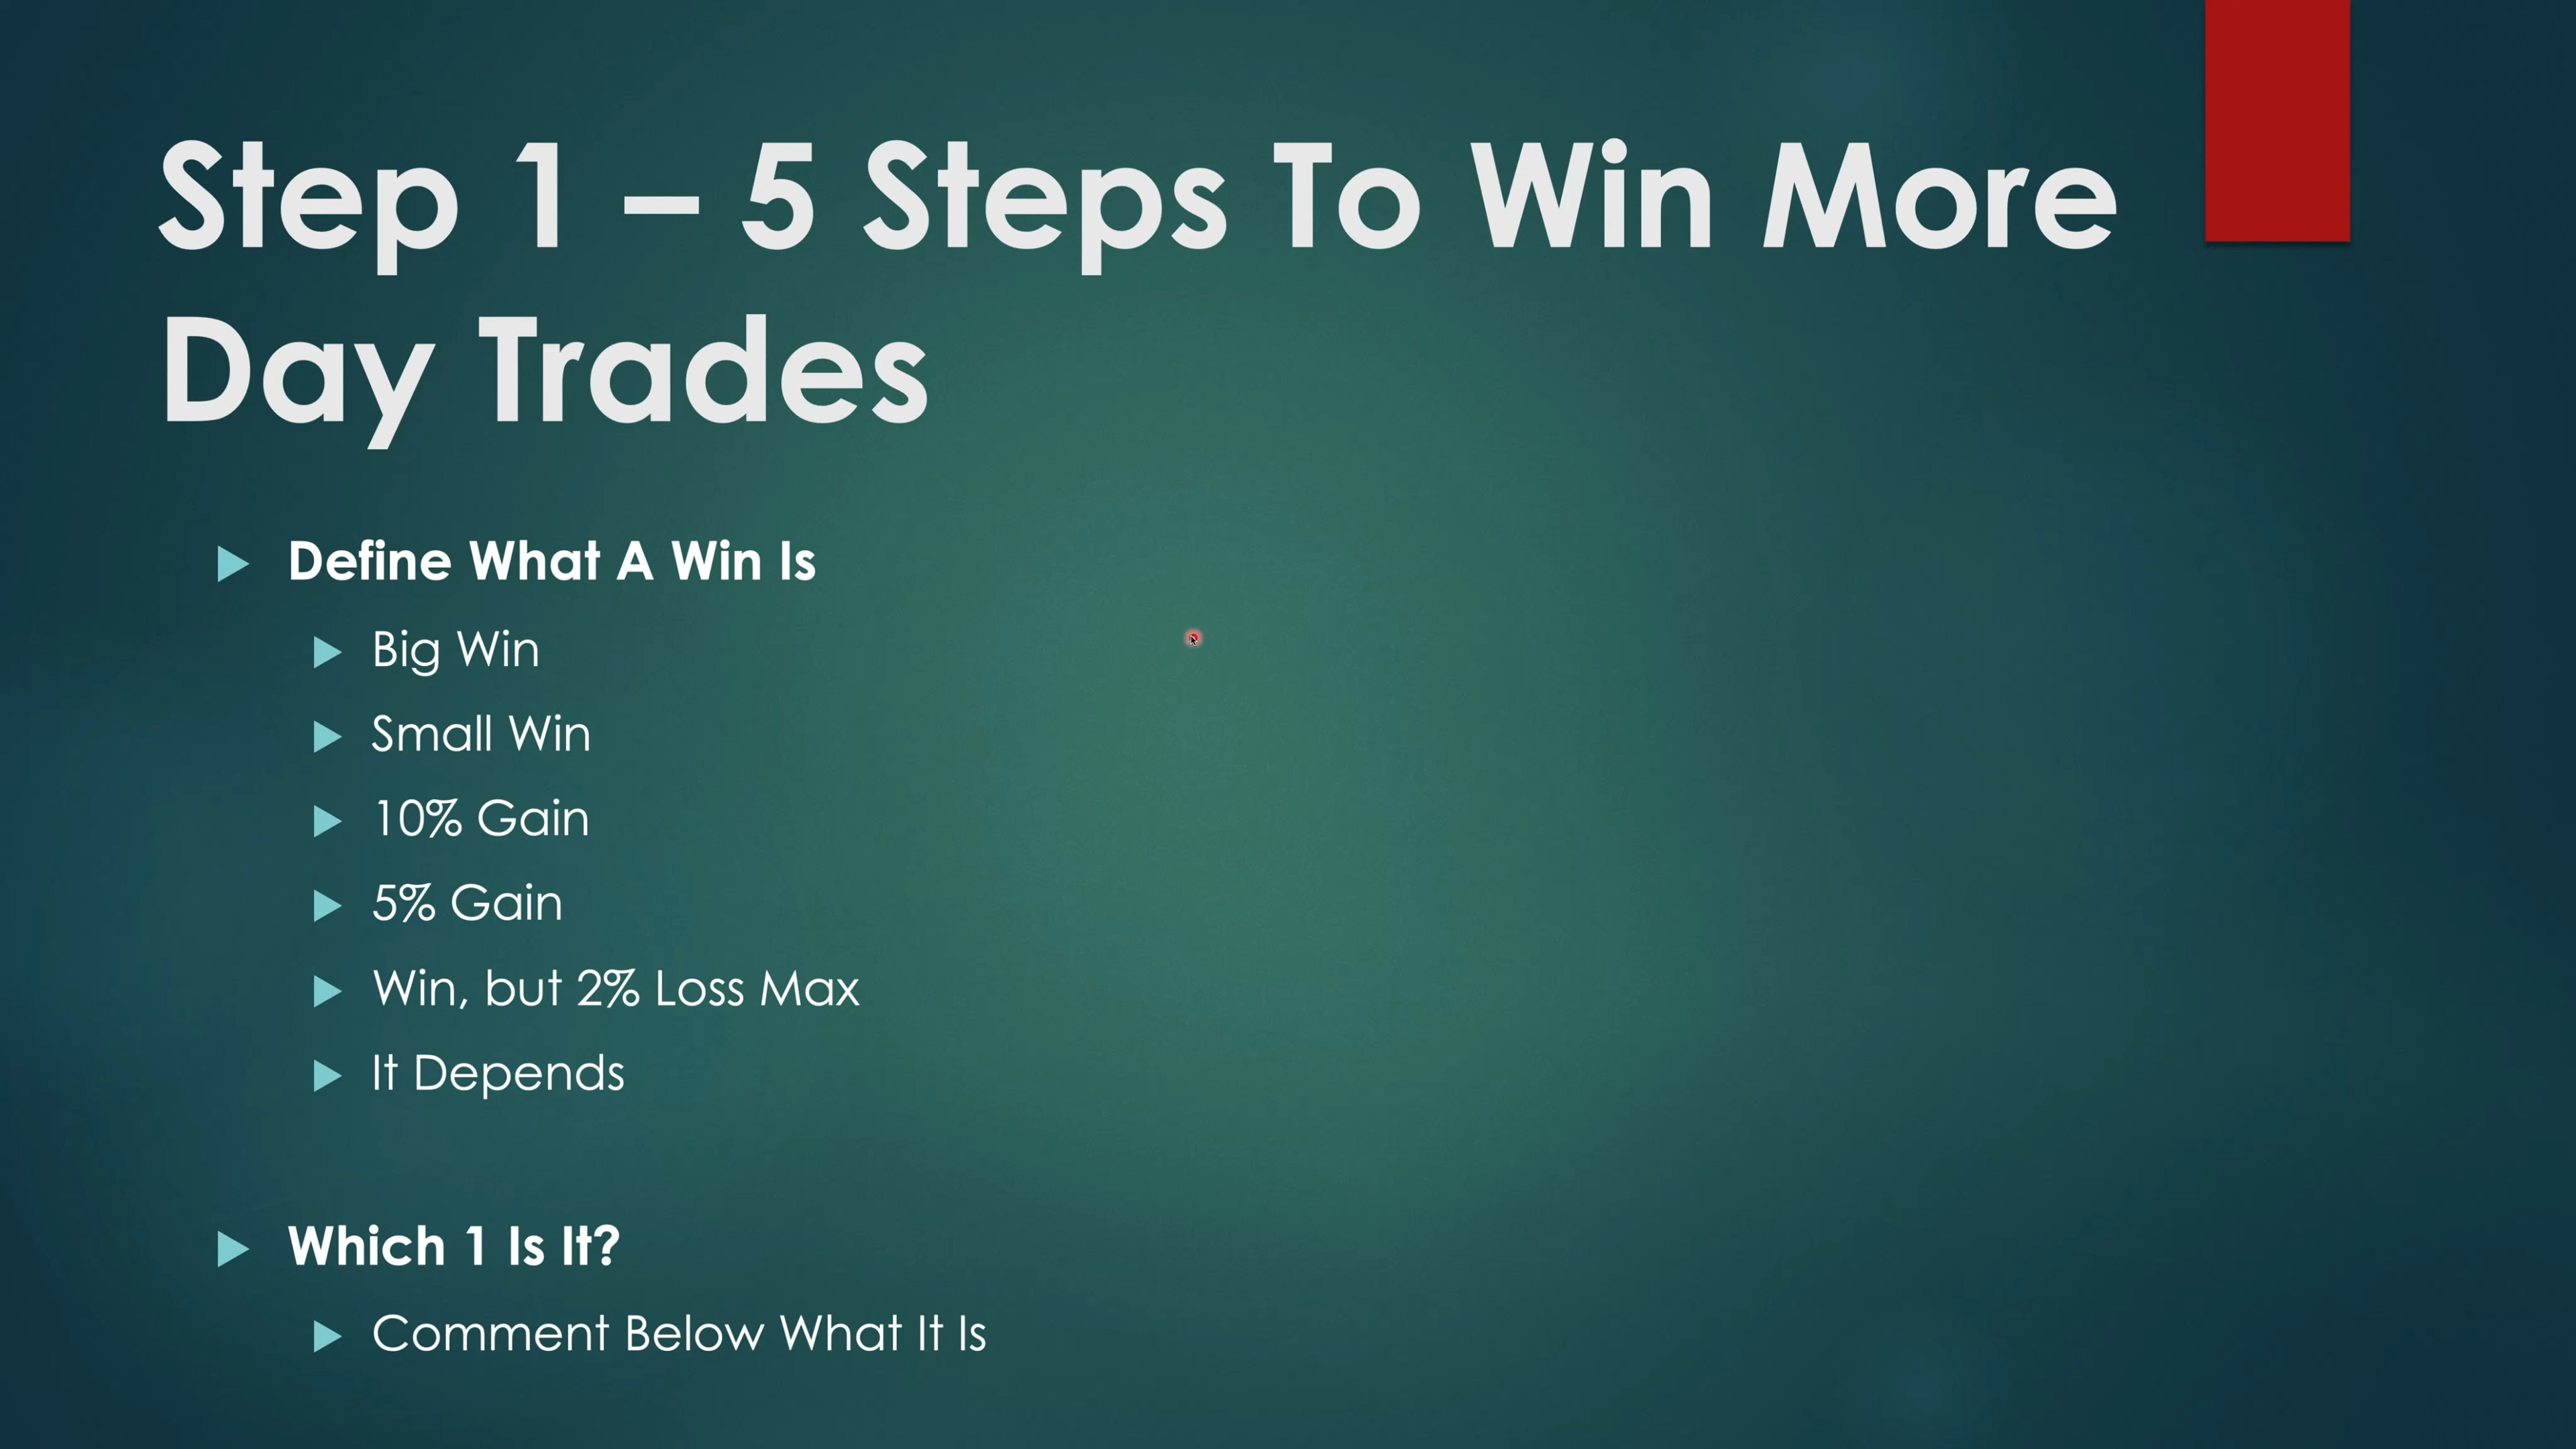 Step 1 – 5 Steps To Win More
Day Trades
Define What A Win Is
Big Win
Small Win
10% Gain
5% Gain
Win, but 2% Loss Max
It Depends
Which 1 Is It?
Comment Below What It Is